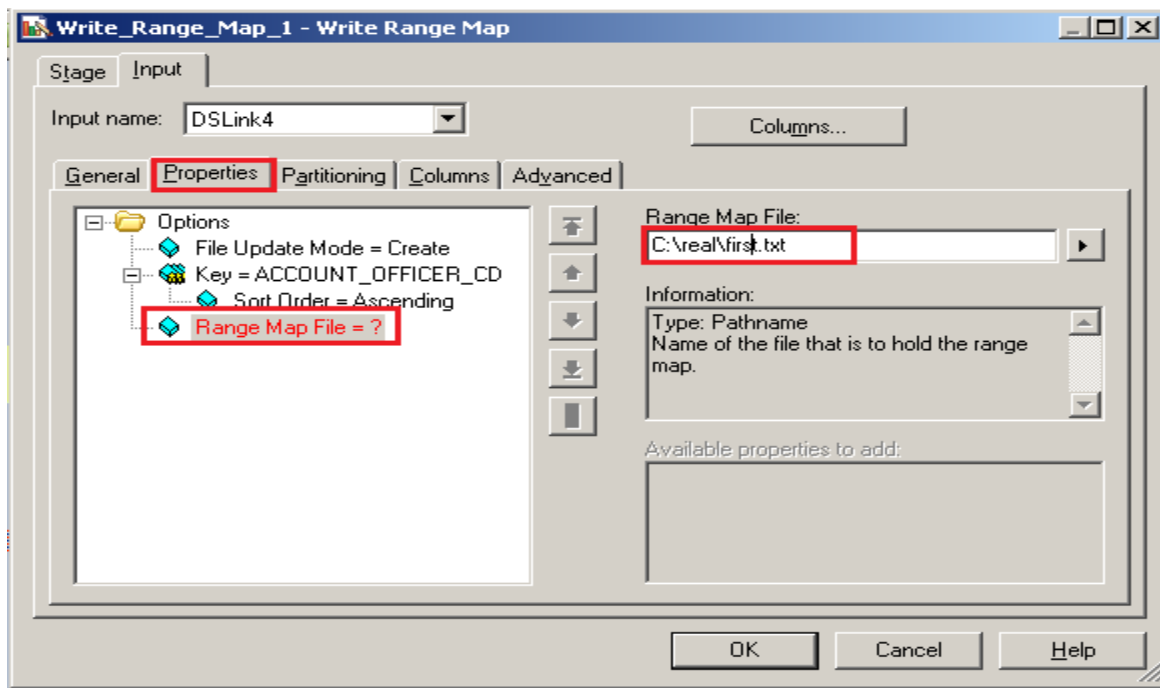 Write_Range_Map_1 - Write Range Map
Stage Input
Input name: DSLink4
Columns...
General Properties Partitioning Columns Advanced
Options
File Update Mode = Create
Key = ACCOUNT_OFFICER_CD
Sort Order = Ascending
Range Map File = ?
Range Map File:
C:\real\first.txt
Information:
Type: Pathname
Name of the file that is to hold the range
map.
Available properties to add:
OK Cancel Help